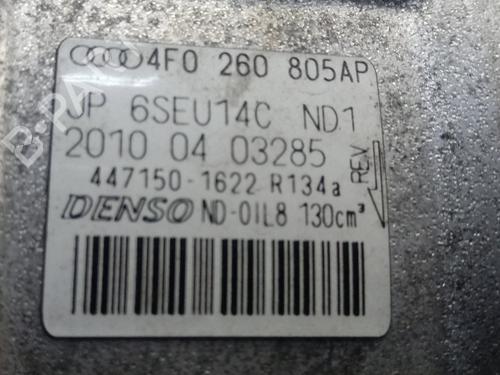 4F0 260 805AP
JP 6SEU14C ND1
2010 04 03285
REV
447150-1622 R134a
DENSO ND-OIL8 130cm³